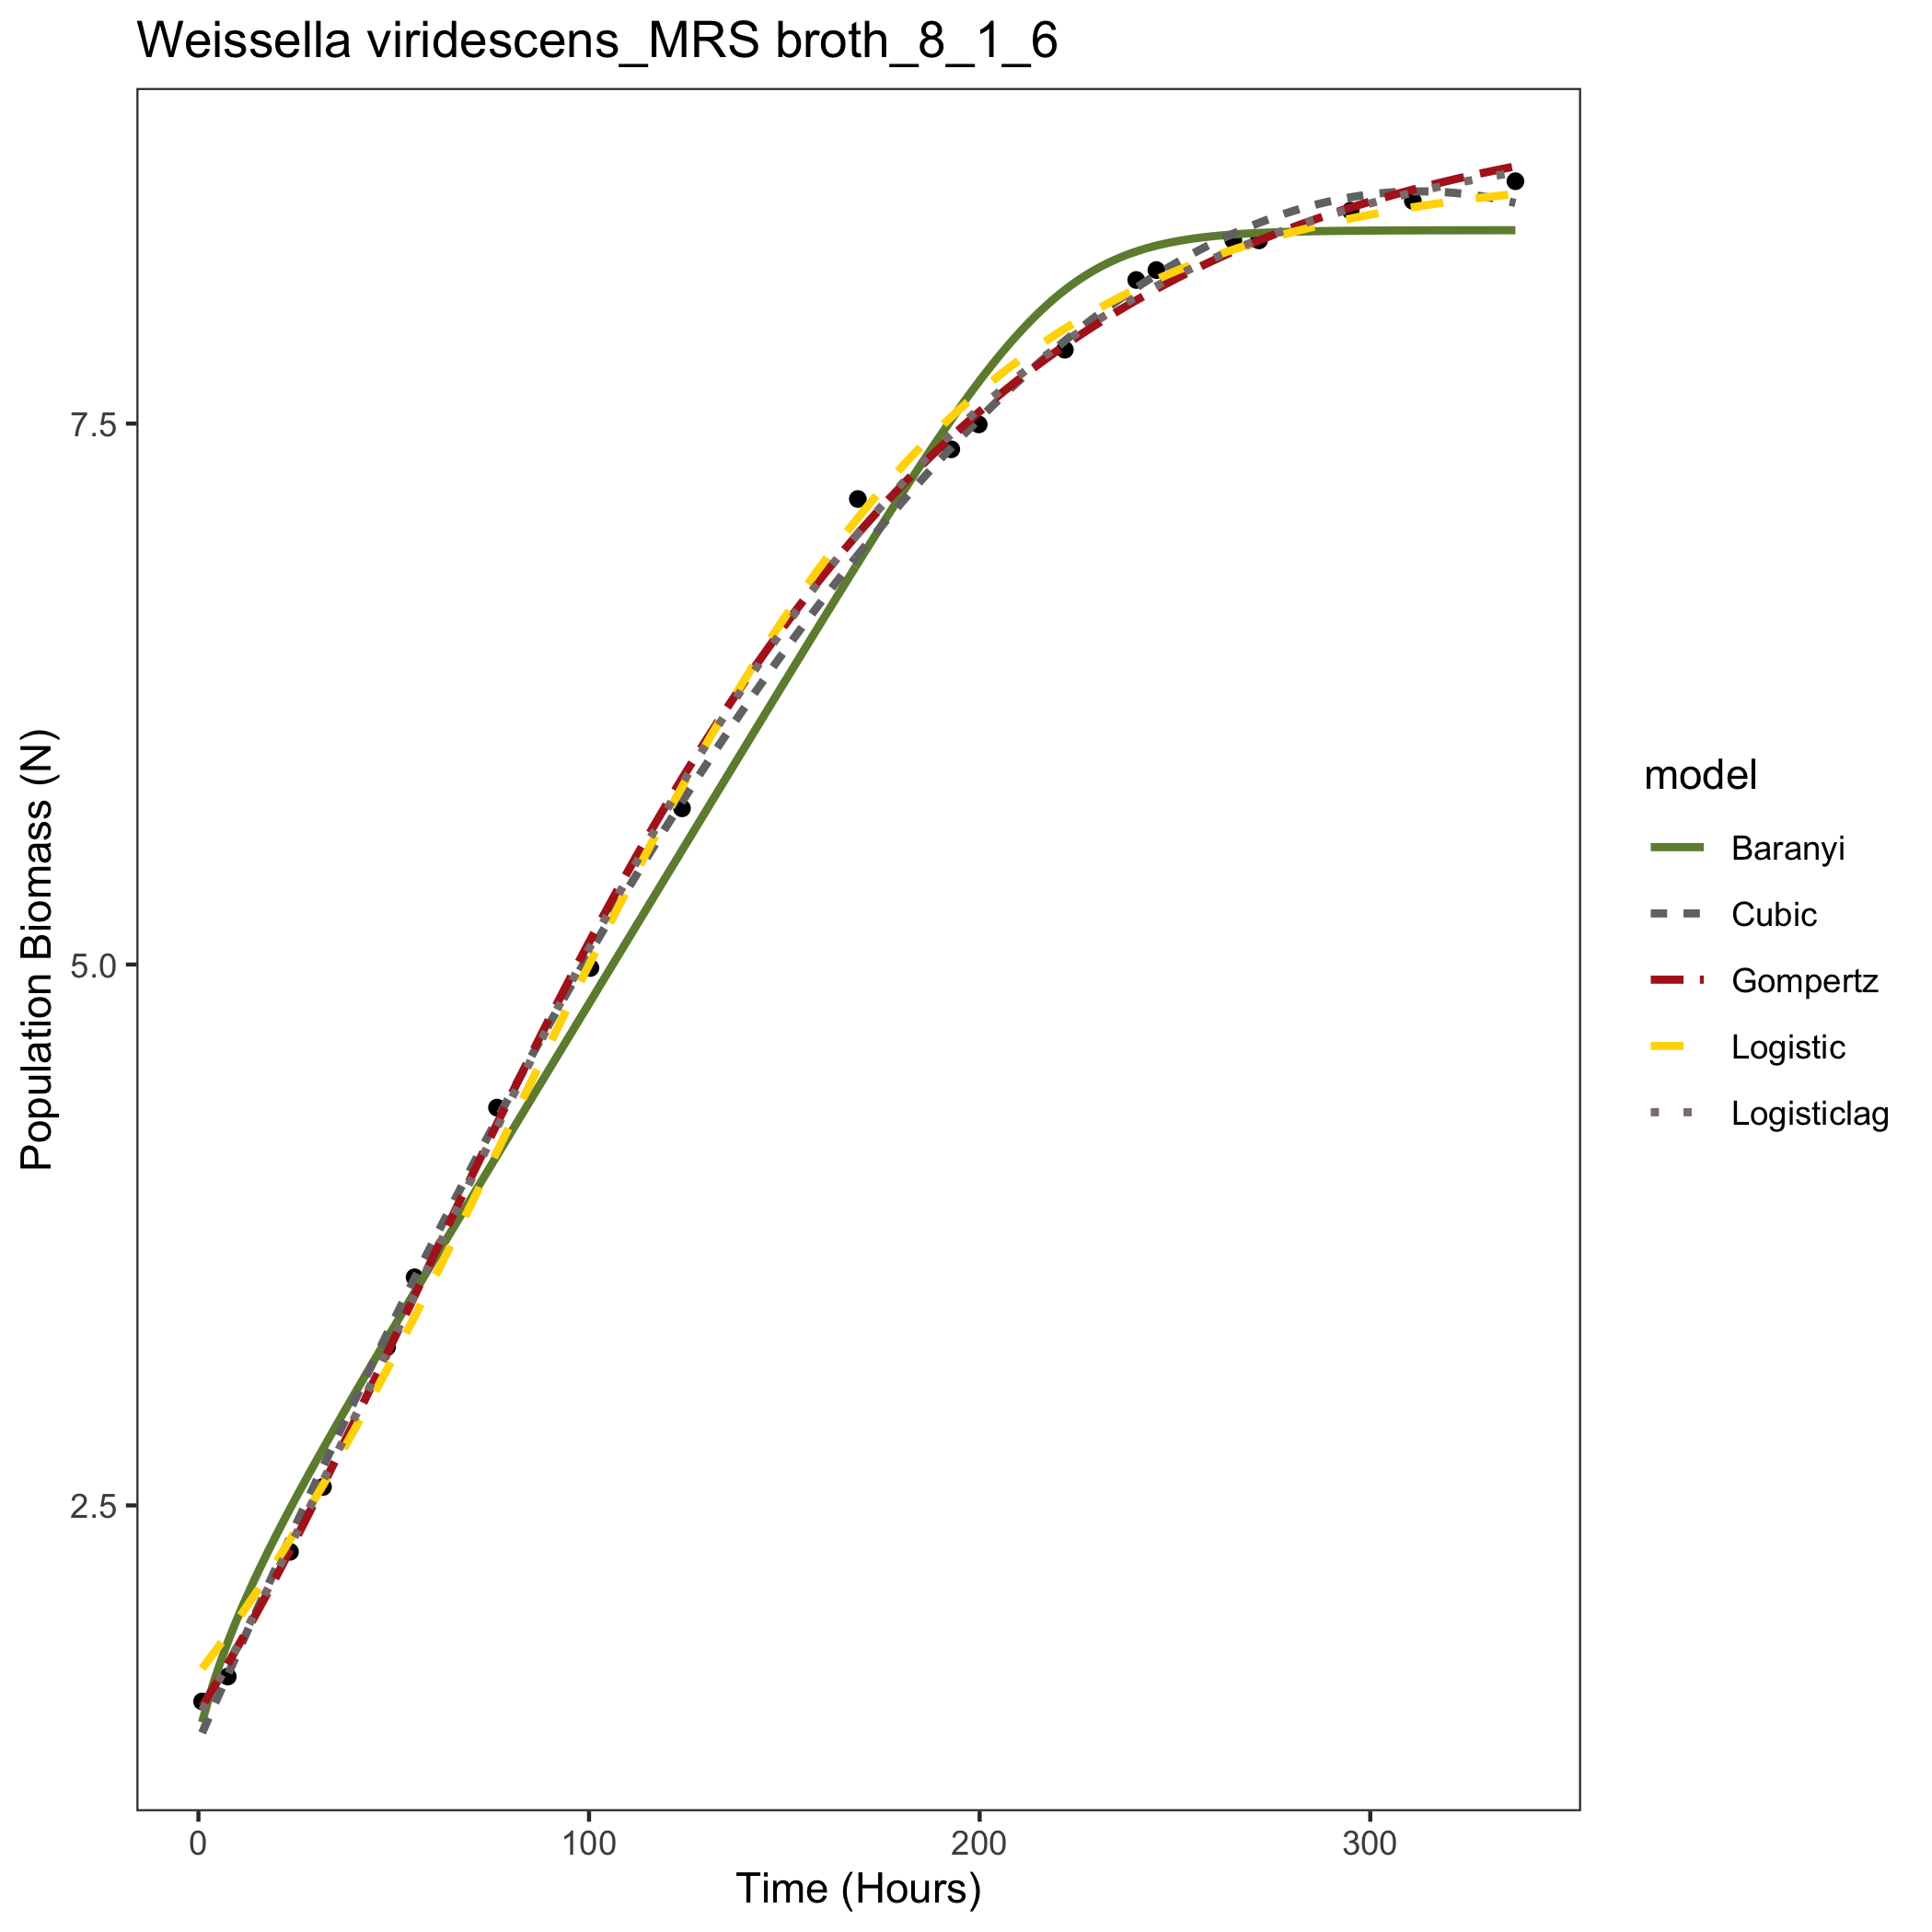 Weissella viridescens_MRS broth_8_1_6
Population Biomass (N)
7.5
5.0
2.5
0 100 200 300
Time (Hours)
model
Baranyi
Cubic
Gompertz
Logistic
Logisticlag